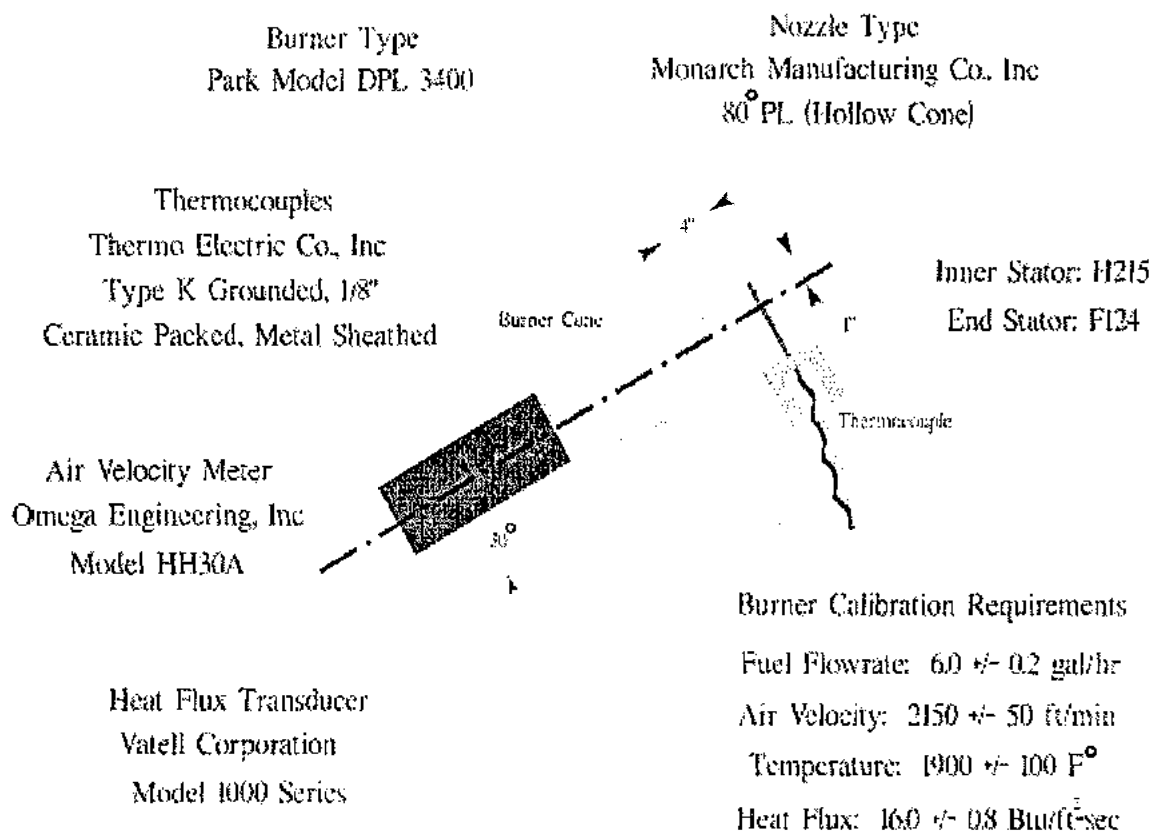 Burner Type
Park Model DPL 3400
Nozzle Type
Monarch Manufacturing Co., Inc
80° PL (Hollow Cone)
Thermocouples
Thermo Electric Co., Inc
Type K Grounded, 1/8"
Ceramic Packed, Metal Sheathed
4"
Burner Cone
1"
Inner Stator: H215
End Stator: F124
Thermocouple
Air Velocity Meter
Omega Engineering, Inc
Model HH30A
30°
Heat Flux Transducer
Vatell Corporation
Model 1000 Series
Burner Calibration Requirements
Fuel Flowrate: 6.0 +/- 0.2 gal/hr
Air Velocity: 2150 +/- 50 ft/min
Temperature: 1900 +/- 100 F°
Heat Flux: 16.0 +/- 0.8 Btu/ft²-sec